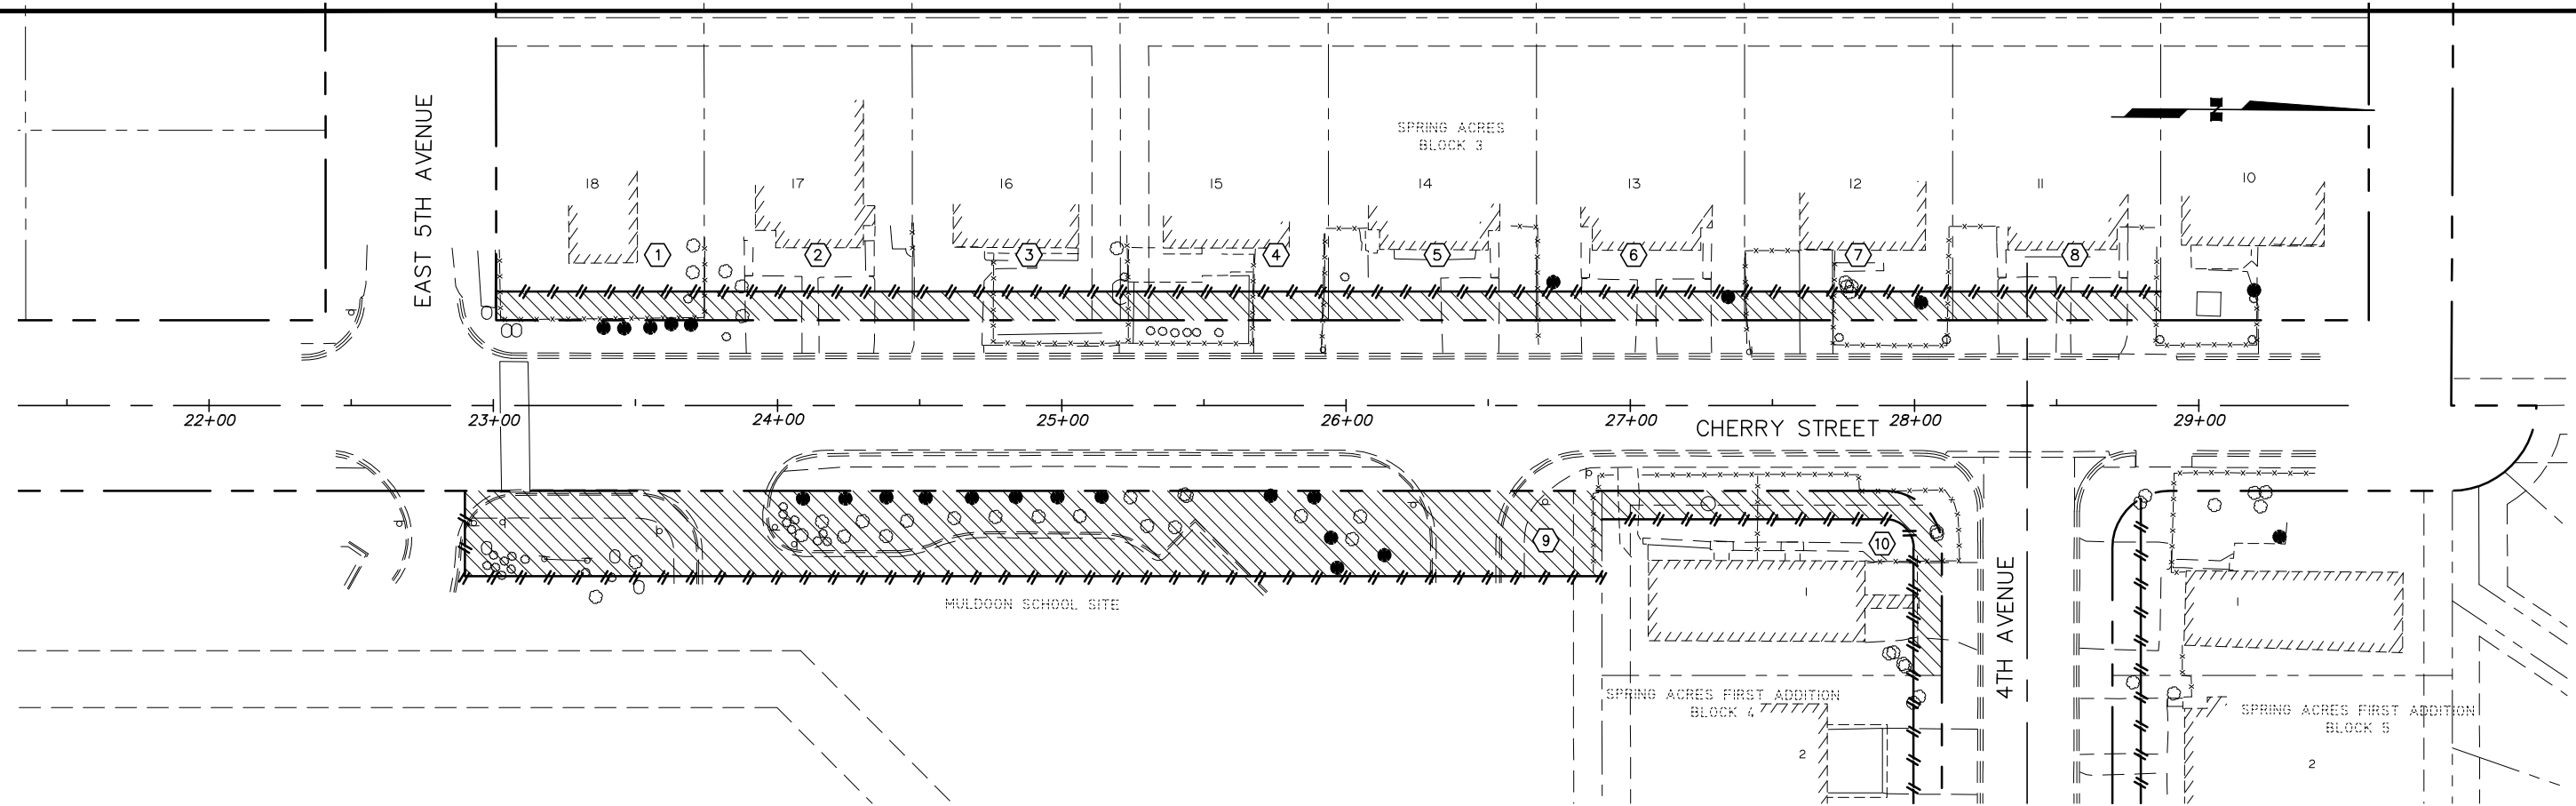 SPRING ACRES
BLOCK 3
N
EAST 5TH AVENUE
18
17
16
15
14
13
12
11
10
1
2
3
4
5
6
7
8
22+00
23+00
24+00
25+00
26+00
27+00
28+00
29+00
CHERRY STREET
9
10
MULDOON SCHOOL SITE
4TH AVENUE
1
1
SPRING ACRES FIRST ADDITION
BLOCK 4
2
SPRING ACRES FIRST ADDITION
BLOCK 5
2